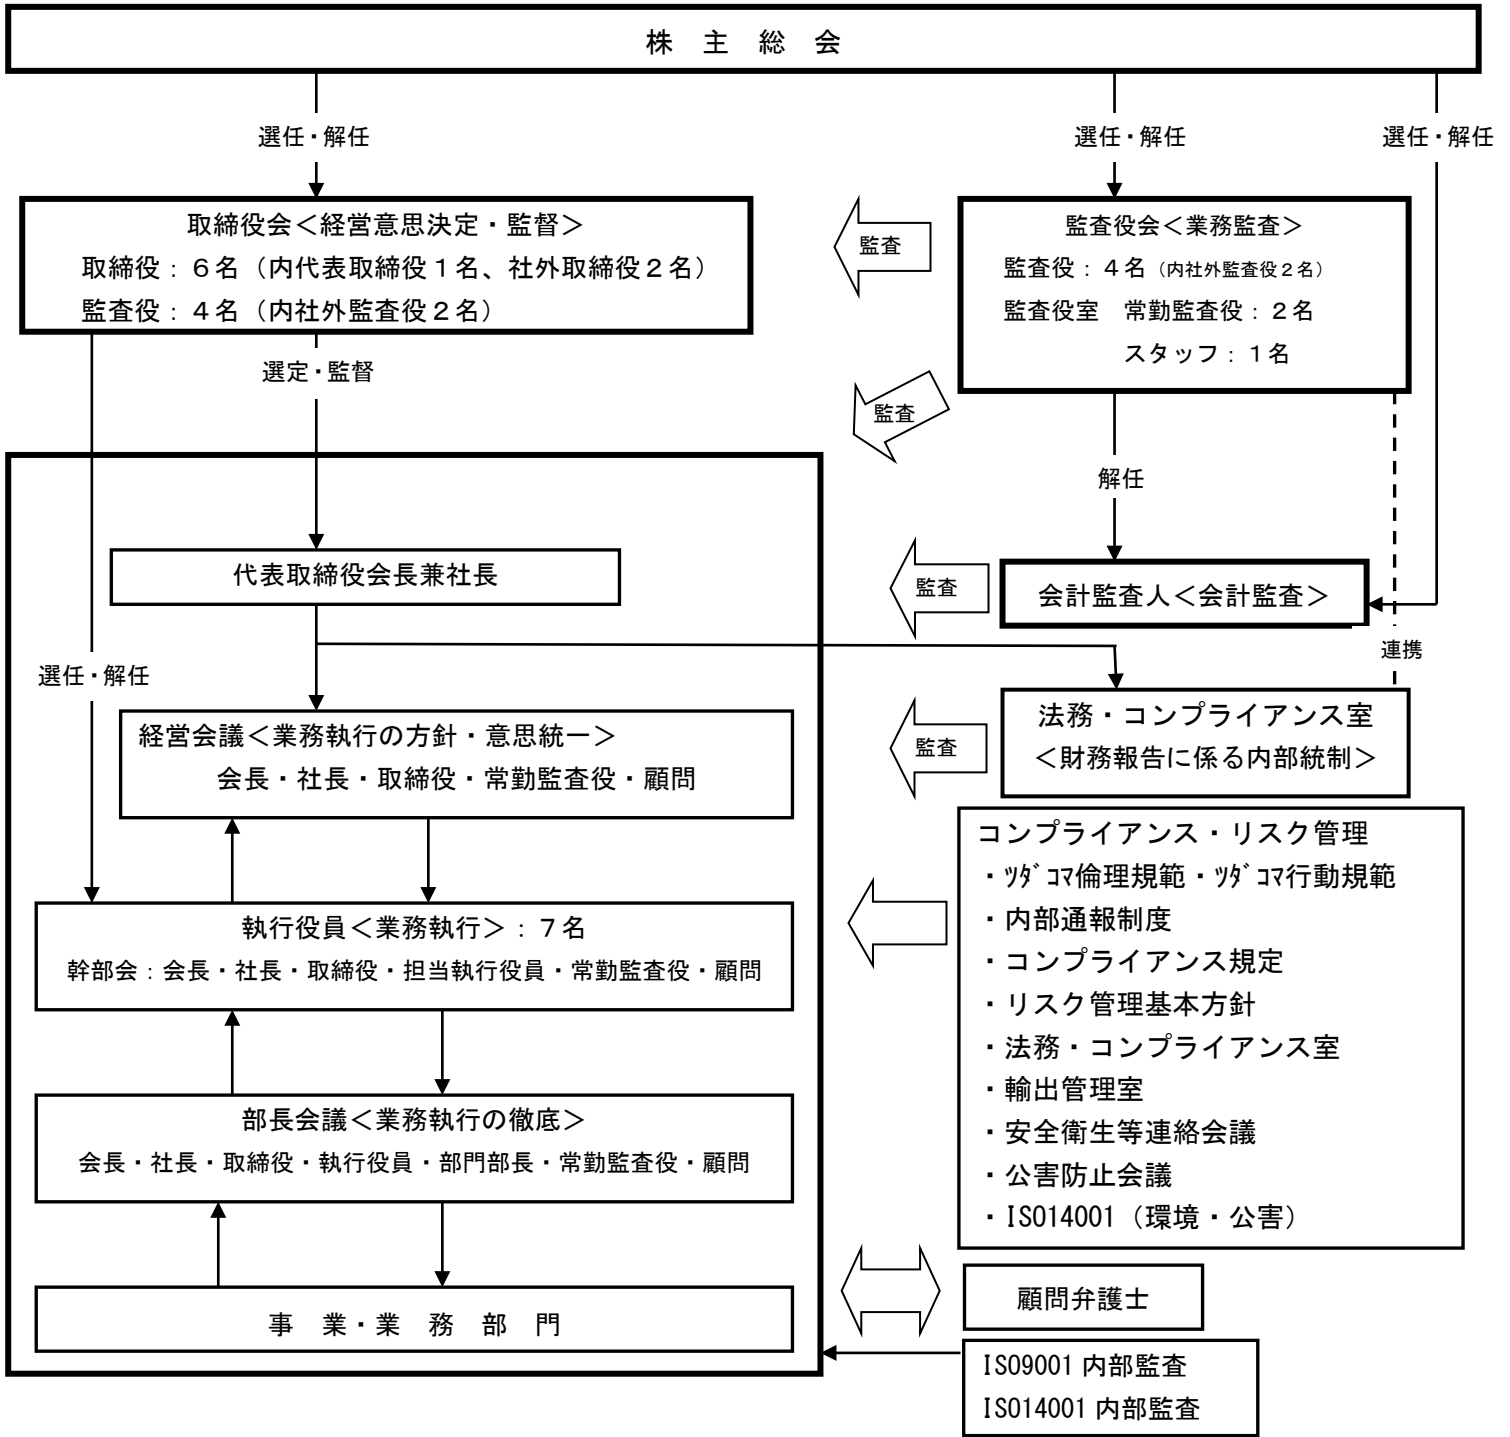 株 主 総 会
選任・解任
選任・解任
選任・解任
取締役会＜経営意思決定・監督＞
取締役：６名（内代表取締役１名、社外取締役２名）
監査役：４名（内社外監査役２名）
監査
監査役会＜業務監査＞
監査役：４名（内社外監査役２名）
監査役室　常勤監査役：２名
スタッフ：１名
選定・監督
監査
解任
代表取締役会長兼社長
監査
会計監査人＜会計監査＞
連携
選任・解任
経営会議＜業務執行の方針・意思統一＞
会長・社長・取締役・常勤監査役・顧問
監査
法務・コンプライアンス室
＜財務報告に係る内部統制＞
コンプライアンス・リスク管理
・ﾂﾀﾞｺﾏ倫理規範・ﾂﾀﾞｺﾏ行動規範
・内部通報制度
・コンプライアンス規定
・リスク管理基本方針
・法務・コンプライアンス室
・輸出管理室
・安全衛生等連絡会議
・公害防止会議
・ISO14001（環境・公害）
執行役員＜業務執行＞：７名
幹部会：会長・社長・取締役・担当執行役員・常勤監査役・顧問
部長会議＜業務執行の徹底＞
会長・社長・取締役・執行役員・部門部長・常勤監査役・顧問
事　業・業　務　部　門
顧問弁護士
ISO9001 内部監査
ISO14001 内部監査